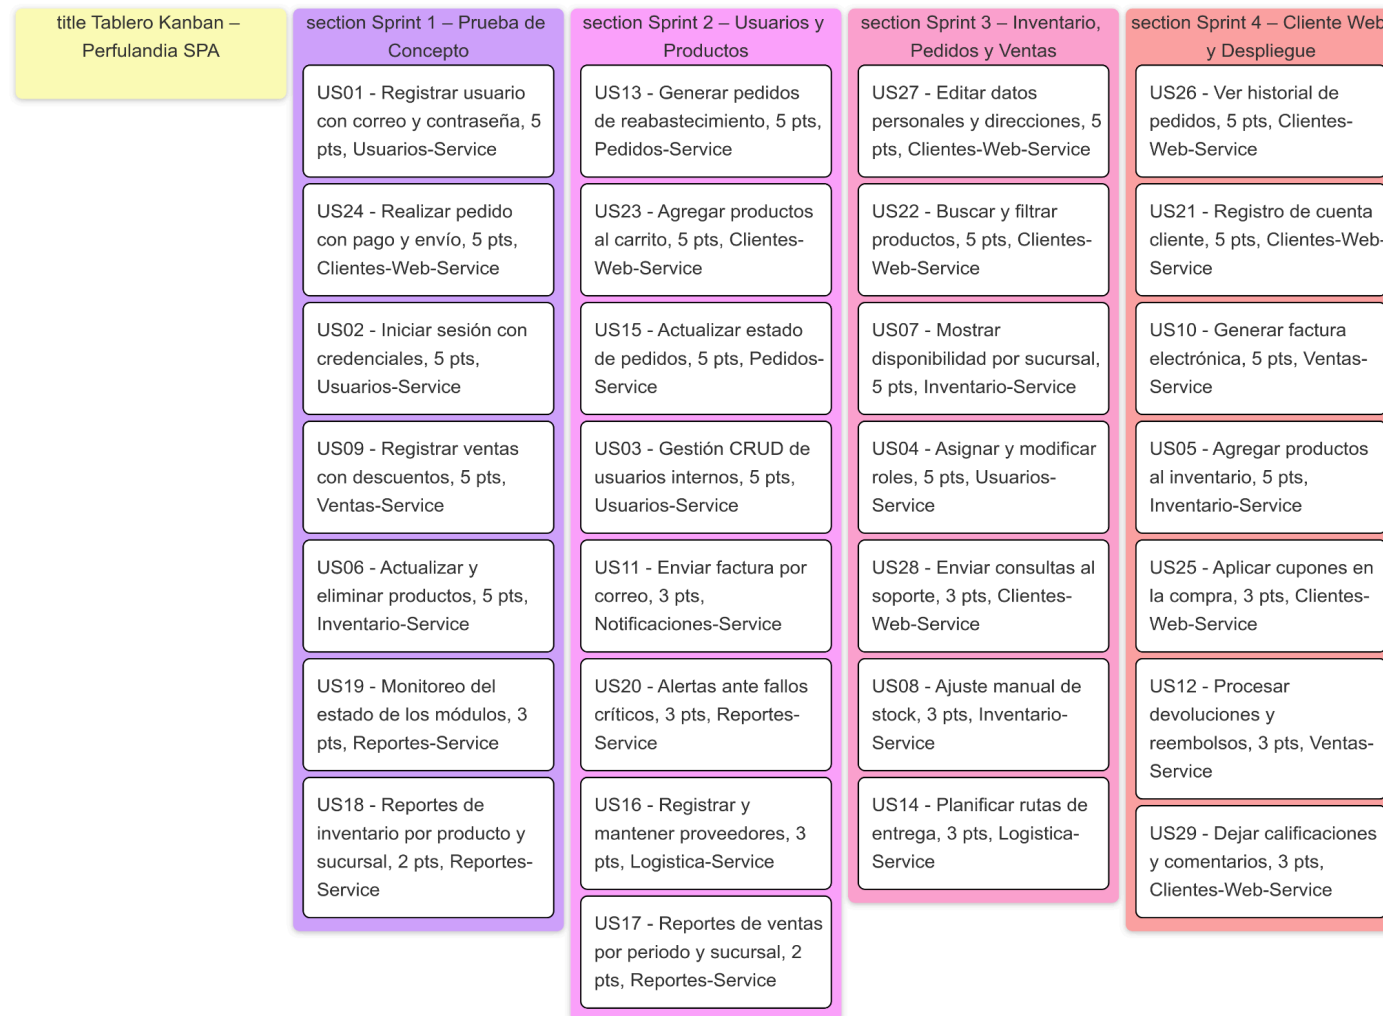 title Tablero Kanban –
Perfulandia SPA
section Sprint 1 – Prueba de
Concepto
US01 - Registrar usuario
con correo y contraseña, 5
pts, Usuarios-Service
US24 - Realizar pedido
con pago y envío, 5 pts,
Clientes-Web-Service
US02 - Iniciar sesión con
credenciales, 5 pts,
Usuarios-Service
US09 - Registrar ventas
con descuentos, 5 pts,
Ventas-Service
US06 - Actualizar y
eliminar productos, 5 pts,
Inventario-Service
US19 - Monitoreo del
estado de los módulos, 3
pts, Reportes-Service
US18 - Reportes de
inventario por producto y
sucursal, 2 pts, Reportes-
Service
section Sprint 2 – Usuarios y
Productos
US13 - Generar pedidos
de reabastecimiento, 5 pts,
Pedidos-Service
US23 - Agregar productos
al carrito, 5 pts, Clientes-
Web-Service
US15 - Actualizar estado
de pedidos, 5 pts, Pedidos-
Service
US03 - Gestión CRUD de
usuarios internos, 5 pts,
Usuarios-Service
US11 - Enviar factura por
correo, 3 pts,
Notificaciones-Service
US20 - Alertas ante fallos
críticos, 3 pts, Reportes-
Service
US16 - Registrar y
mantener proveedores, 3
pts, Logistica-Service
US17 - Reportes de ventas
por periodo y sucursal, 2
pts, Reportes-Service
section Sprint 3 – Inventario,
Pedidos y Ventas
US27 - Editar datos
personales y direcciones, 5
pts, Clientes-Web-Service
US22 - Buscar y filtrar
productos, 5 pts, Clientes-
Web-Service
US07 - Mostrar
disponibilidad por sucursal,
5 pts, Inventario-Service
US04 - Asignar y modificar
roles, 5 pts, Usuarios-
Service
US28 - Enviar consultas al
soporte, 3 pts, Clientes-
Web-Service
US08 - Ajuste manual de
stock, 3 pts, Inventario-
Service
US14 - Planificar rutas de
entrega, 3 pts, Logistica-
Service
section Sprint 4 – Cliente Web
y Despliegue
US26 - Ver historial de
pedidos, 5 pts, Clientes-
Web-Service
US21 - Registro de cuenta
cliente, 5 pts, Clientes-Web-
Service
US10 - Generar factura
electrónica, 5 pts, Ventas-
Service
US05 - Agregar productos
al inventario, 5 pts,
Inventario-Service
US25 - Aplicar cupones en
la compra, 3 pts, Clientes-
Web-Service
US12 - Procesar
devoluciones y
reembolsos, 3 pts, Ventas-
Service
US29 - Dejar calificaciones
y comentarios, 3 pts,
Clientes-Web-Service